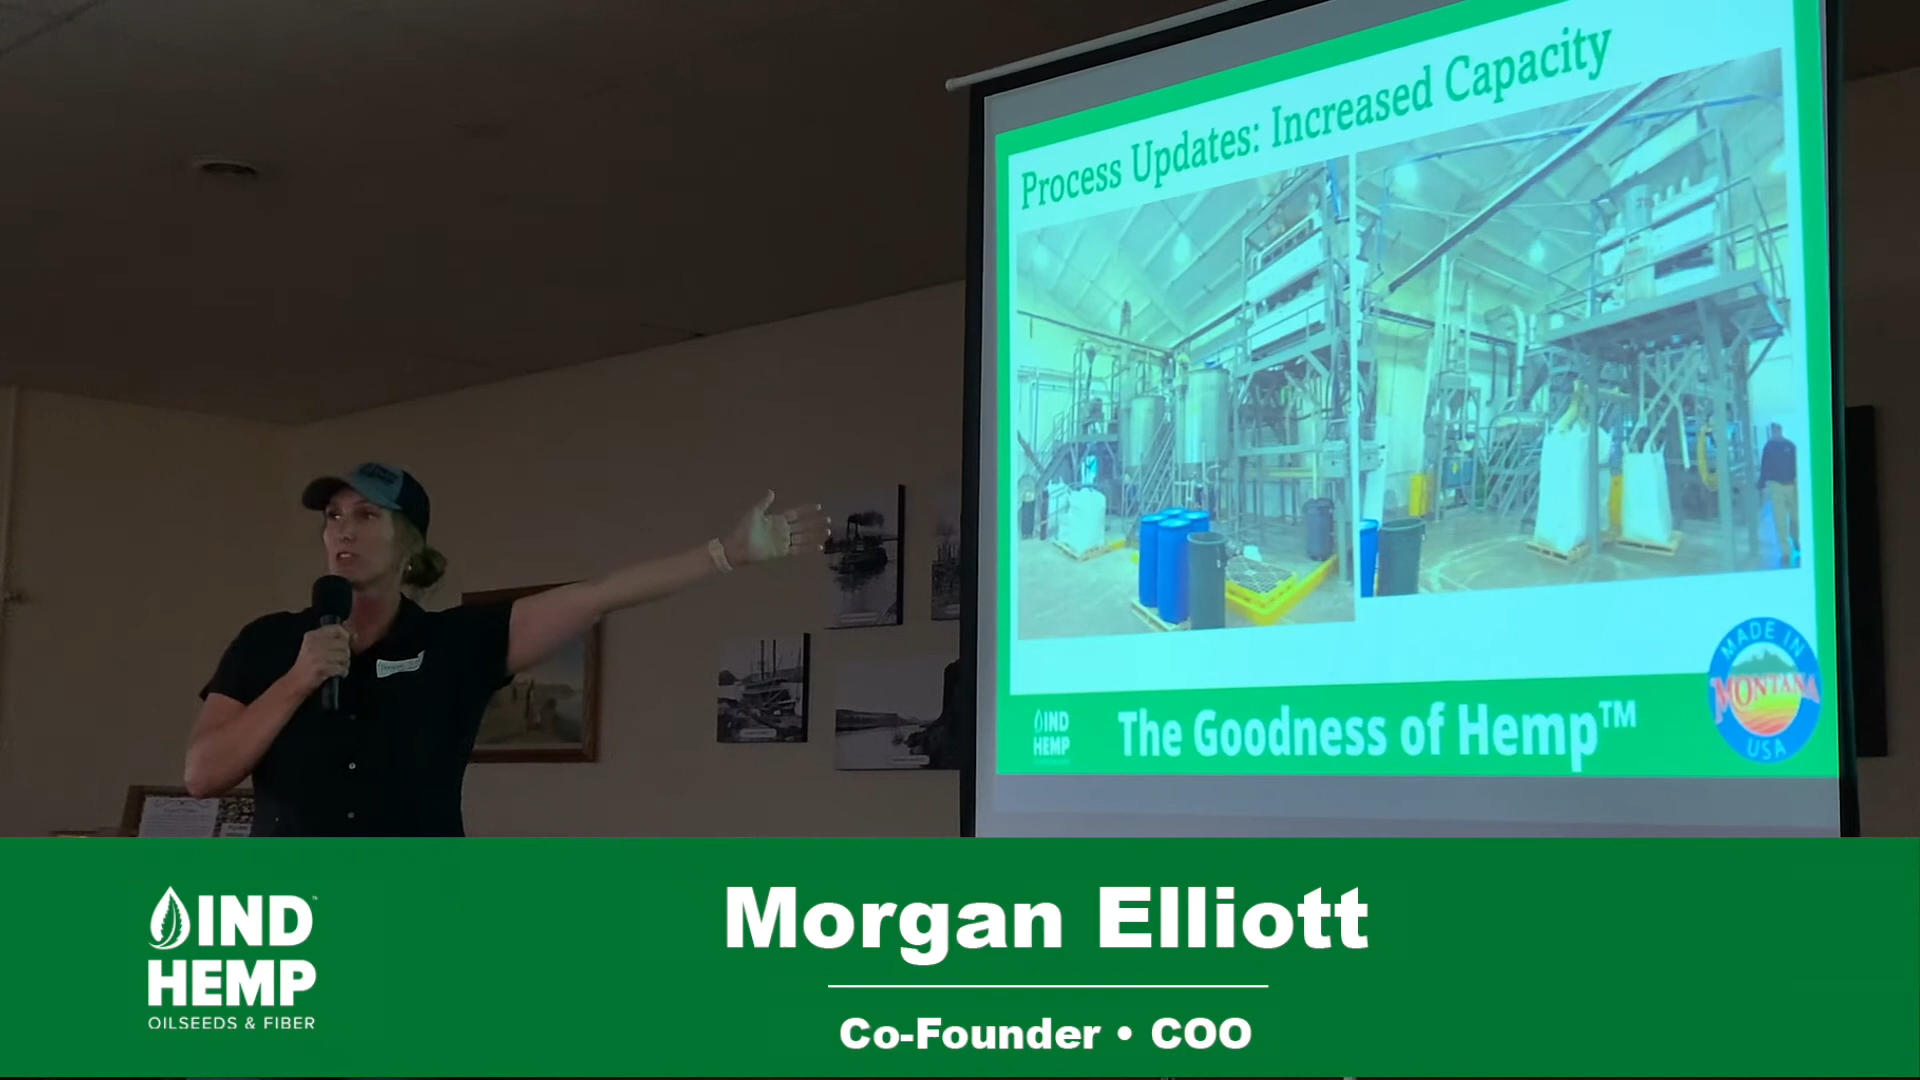 Process Updates: Increased Capacity
IND
HEMP
The Goodness of Hemp™
MADE IN
MONTANA
USA
IND
HEMP
OILSEEDS & FIBER
Morgan Elliott
Co-Founder • COO